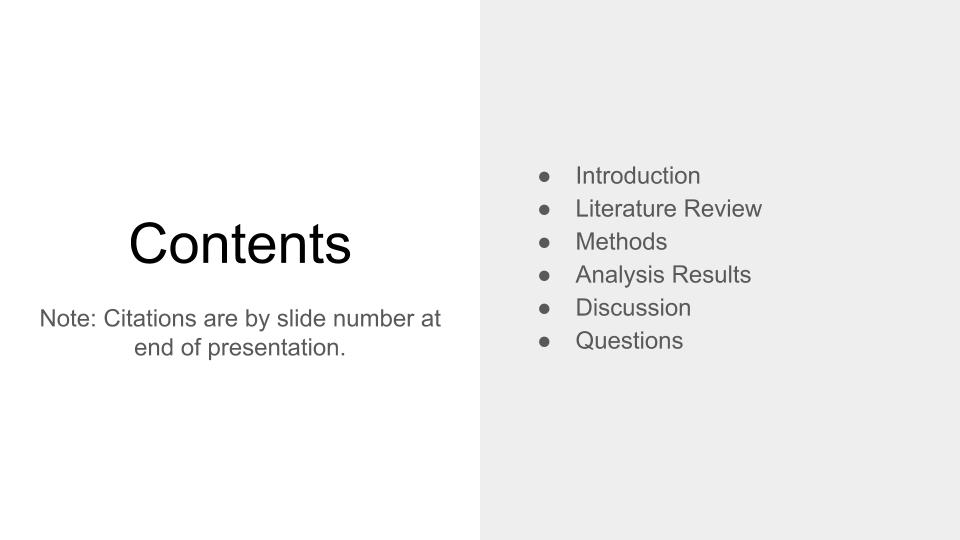 Contents
Note: Citations are by slide number at
end of presentation.
● Introduction
● Literature Review
● Methods
● Analysis Results
● Discussion
● Questions